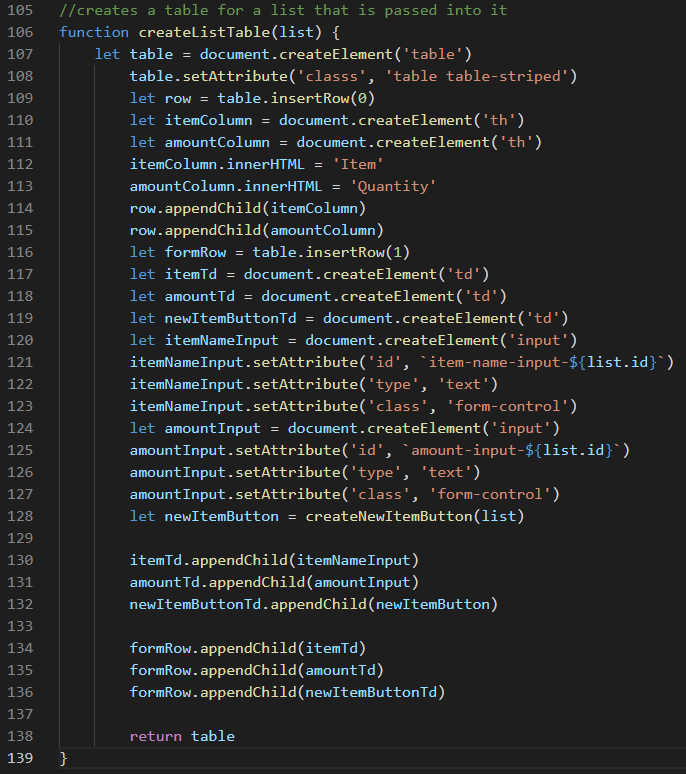 105 //creates a table for a list that is passed into it
106 function createListTable(list) {
107     let table = document.createElement('table')
108         table.setAttribute('classs', 'table table-striped')
109         let row = table.insertRow(0)
110         let itemColumn = document.createElement('th')
111         let amountColumn = document.createElement('th')
112         itemColumn.innerHTML = 'Item'
113         amountColumn.innerHTML = 'Quantity'
114         row.appendChild(itemColumn)
115         row.appendChild(amountColumn)
116         let formRow = table.insertRow(1)
117         let itemTd = document.createElement('td')
118         let amountTd = document.createElement('td')
119         let newItemButtonTd = document.createElement('td')
120         let itemNameInput = document.createElement('input')
121         itemNameInput.setAttribute('id', `item-name-input-${list.id}`)
122         itemNameInput.setAttribute('type', 'text')
123         itemNameInput.setAttribute('class', 'form-control')
124         let amountInput = document.createElement('input')
125         amountInput.setAttribute('id', `amount-input-${list.id}`)
126         amountInput.setAttribute('type', 'text')
127         amountInput.setAttribute('class', 'form-control')
128         let newItemButton = createNewItemButton(list)
129
130         itemTd.appendChild(itemNameInput)
131         amountTd.appendChild(amountInput)
132         newItemButtonTd.appendChild(newItemButton)
133
134         formRow.appendChild(itemTd)
135         formRow.appendChild(amountTd)
136         formRow.appendChild(newItemButtonTd)
137
138         return table
139 }